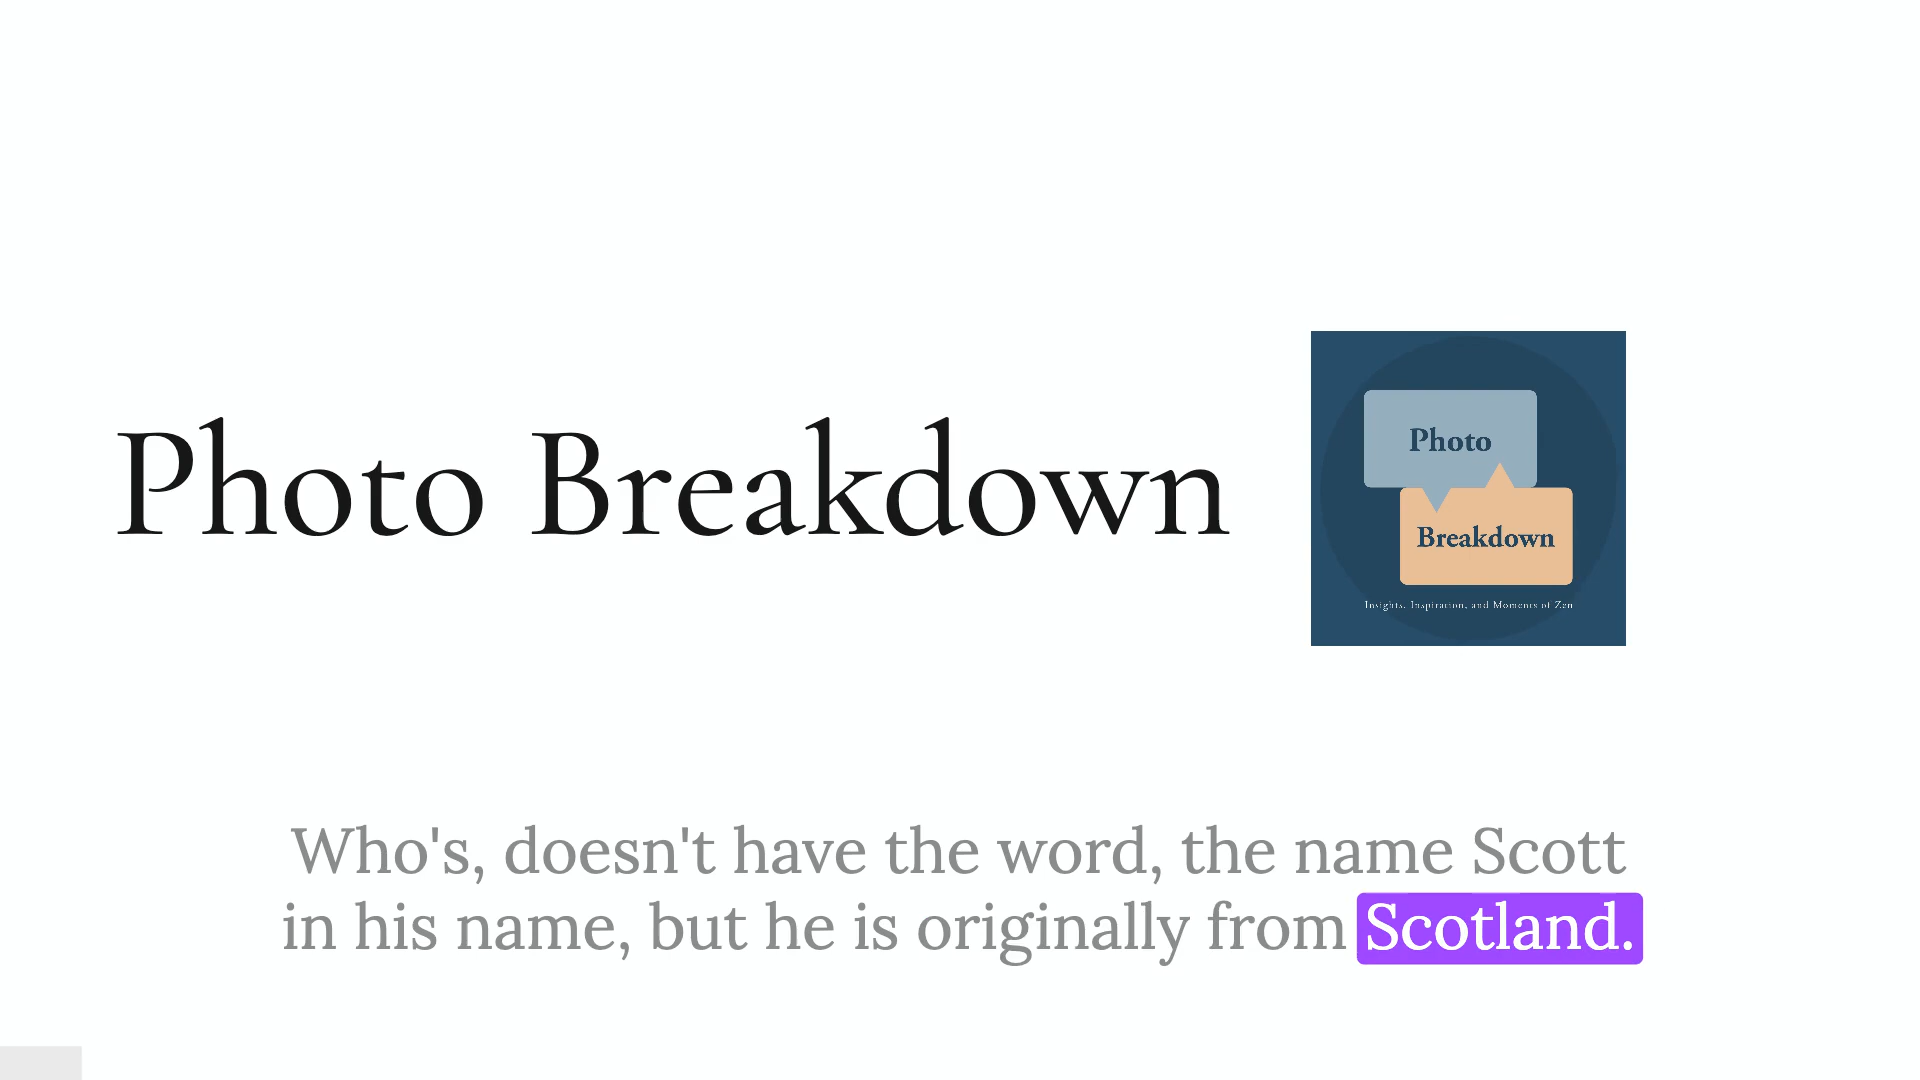 Photo Breakdown
Photo
Breakdown
Insights, Inspiration, and Moments of Zen
Who's, doesn't have the word, the name Scott
in his name, but he is originally from Scotland.